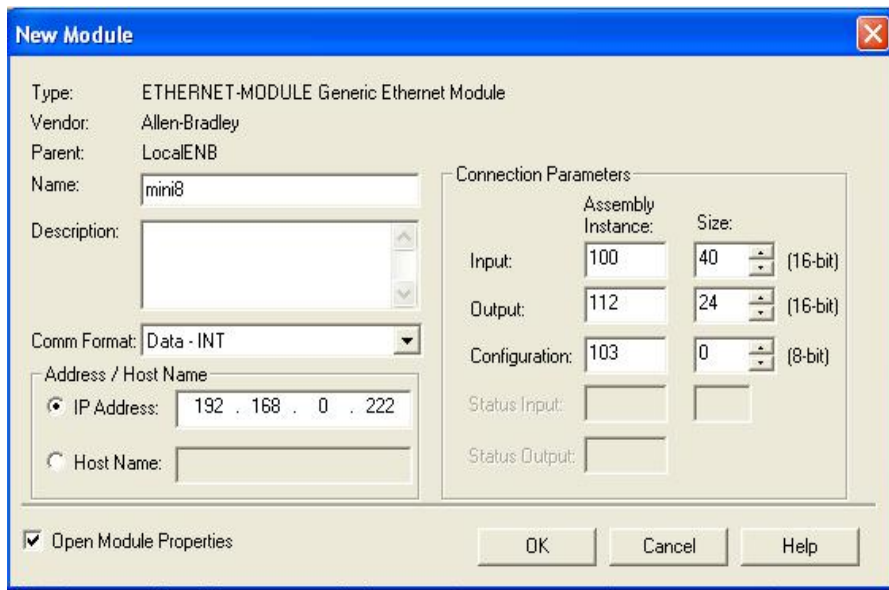 New Module
Type: ETHERNET-MODULE Generic Ethernet Module
Vendor: Allen-Bradley
Parent: LocalENB
Name: mini8
Description:
Comm Format: Data - INT
Address / Host Name
IP Address: 192 . 168 . 0 . 222
Host Name:
Connection Parameters
Assembly Instance: Size:
Input: 100 40 (16-bit)
Output: 112 24 (16-bit)
Configuration: 103 0 (8-bit)
Status Input:
Status Output:
Open Module Properties
OK Cancel Help